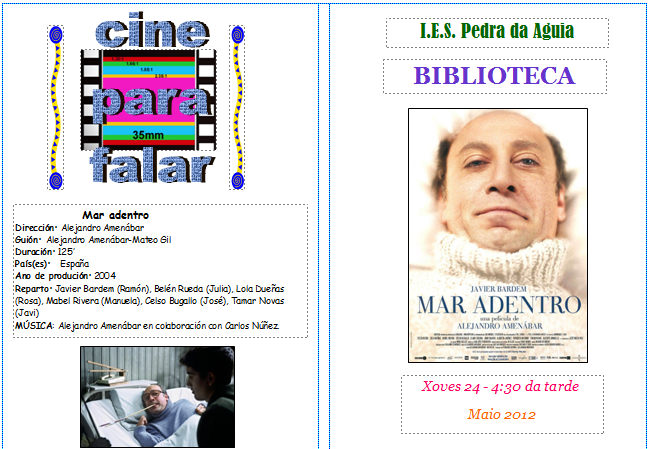 cine
para
falar
35mm
Mar adentro
Dirección• Alejandro Amenábar
Guión• Alejandro Amenábar-Mateo Gil
Duración• 125'
País(es)• España
Ano de produción• 2004
Reparto• Javier Bardem (Ramón), Belén Rueda (Julia), Lola Dueñas
(Rosa), Mabel Rivera (Manuela), Celso Bugallo (José), Tamar Novas
(Javi)
MÚSICA: Alejandro Amenábar en colaboración con Carlos Núñez.
I.E.S. Pedra da Aguia
BIBLIOTECA
JAVIER BARDEM
MAR ADENTRO
una película de
ALEJANDRO AMENÁBAR
Xoves 24 - 4:30 da tarde
Maio 2012